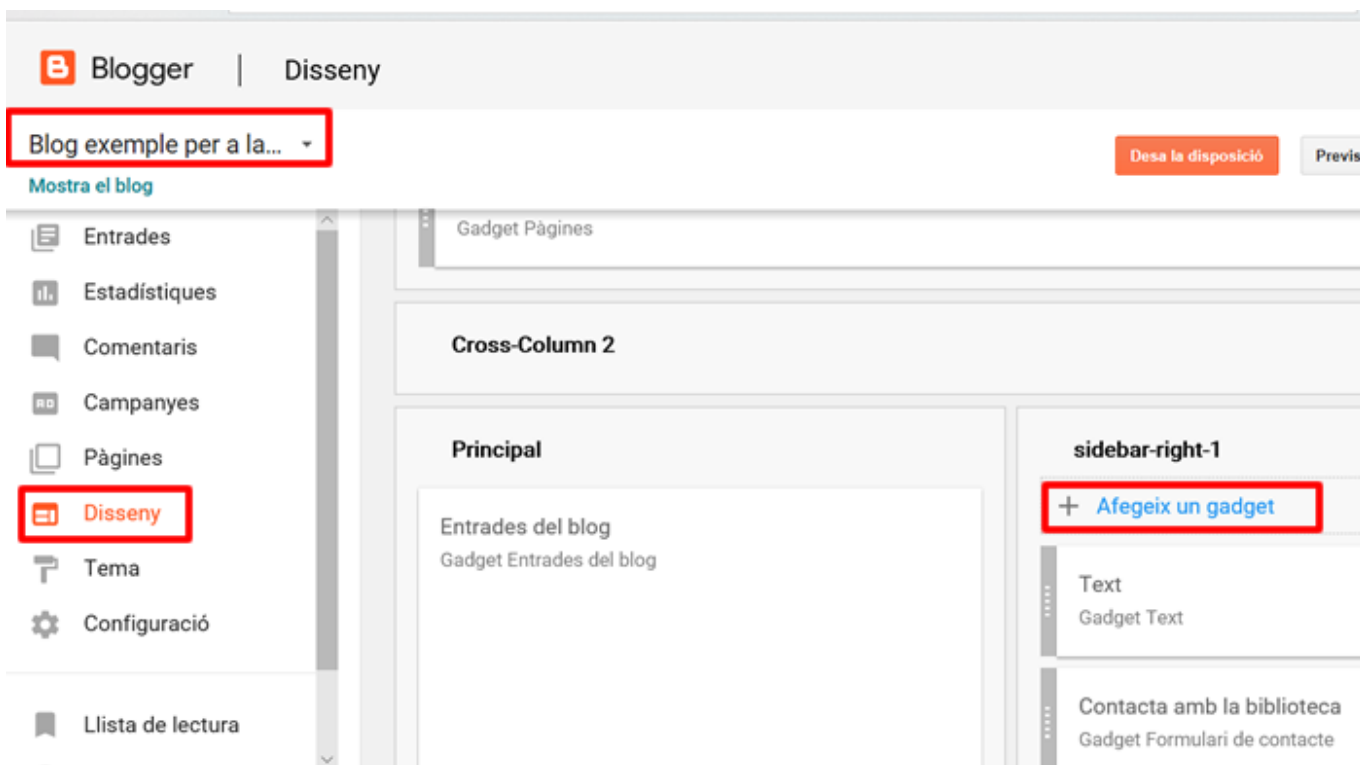 Blogger | Disseny
Blog exemple per a la...
Mostra el blog
Desa la disposició
Previs
Entrades
Estadístiques
Comentaris
Campanyes
Pàgines
Disseny
Tema
Configuració
Llista de lectura
Gadget Pàgines
Cross-Column 2
Principal
Entrades del blog
Gadget Entrades del blog
sidebar-right-1
+ Afegeix un gadget
Text
Gadget Text
Contacta amb la biblioteca
Gadget Formulari de contacte